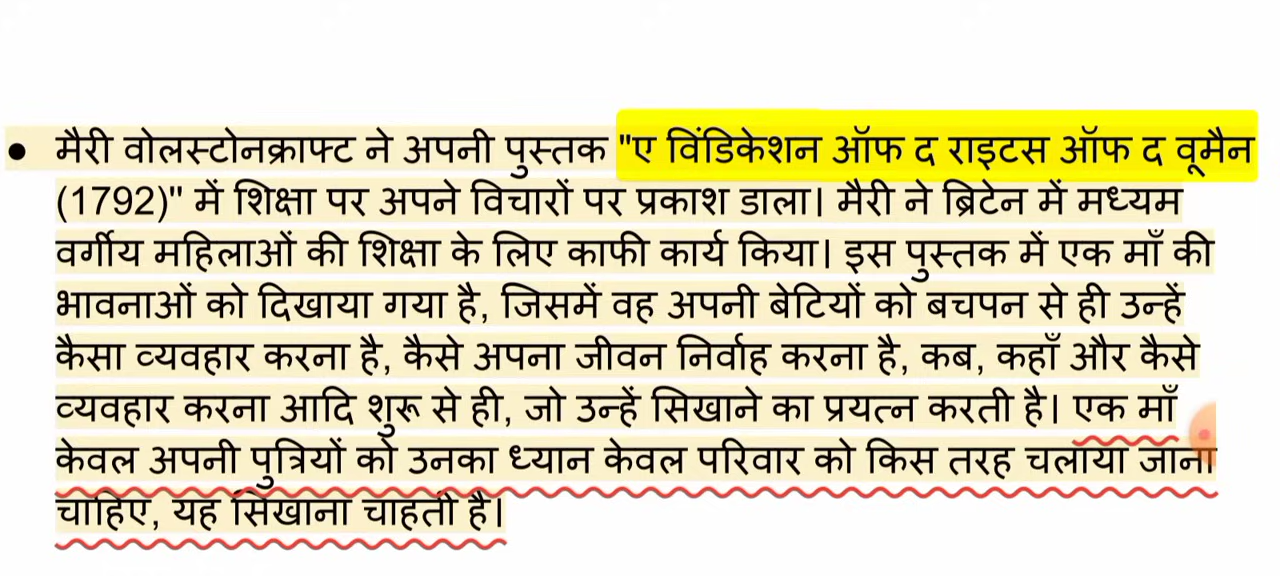 • मैरी वोलस्टोनक्राफ्ट ने अपनी पुस्तक "ए विंडिकेशन ऑफ द राइटस ऑफ द वूमैन
(1792)" में शिक्षा पर अपने विचारों पर प्रकाश डाला। मैरी ने ब्रिटेन में मध्यम
वर्गीय महिलाओं की शिक्षा के लिए काफी कार्य किया। इस पुस्तक में एक माँ की
भावनाओं को दिखाया गया है, जिसमें वह अपनी बेटियों को बचपन से ही उन्हें
कैसा व्यवहार करना है, कैसे अपना जीवन निर्वाह करना है, कब, कहाँ और कैसे
व्यवहार करना आदि शुरू से ही, जो उन्हें सिखाने का प्रयत्न करती है। एक माँ
केवल अपनी पुत्रियों को उनका ध्यान केवल परिवार को किस तरह चलाया जाना
चाहिए, यह सिखाना चाहती है।